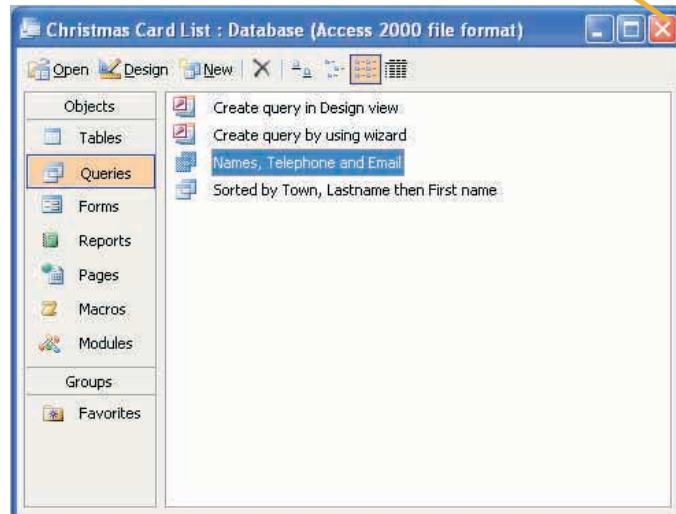 Christmas Card List : Database (Access 2000 file format)
Open Design New
Objects
Tables
Queries
Forms
Reports
Pages
Macros
Modules
Groups
Favorites
Create query in Design view
Create query by using wizard
Names, Telephone and Email
Sorted by Town, Lastname then First name